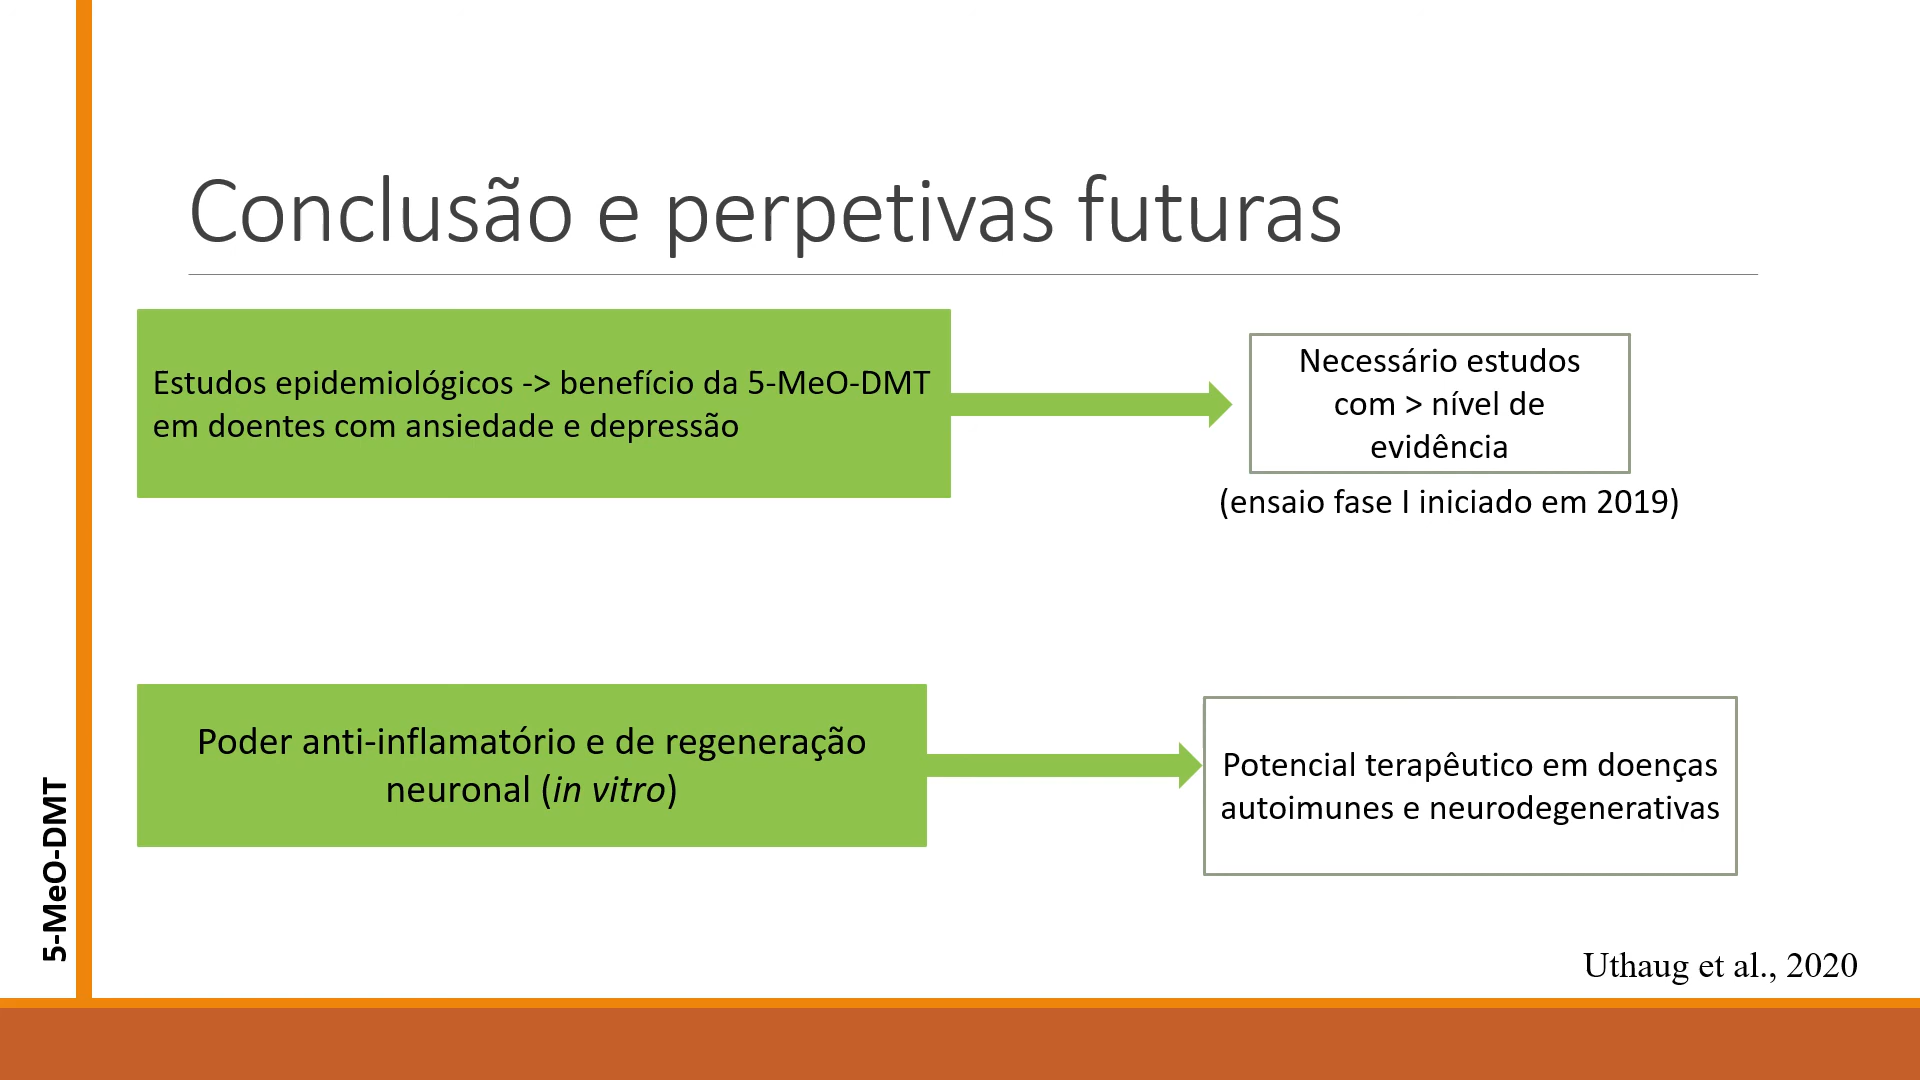 Conclusão e perpetivas futuras
Estudos epidemiológicos -> benefício da 5-MeO-DMT
em doentes com ansiedade e depressão
Necessário estudos
com > nível de
evidência
(ensaio fase I iniciado em 2019)
Poder anti-inflamatório e de regeneração
neuronal (in vitro)
Potencial terapêutico em doenças
autoimunes e neurodegenerativas
5-MeO-DMT
Uthaug et al., 2020